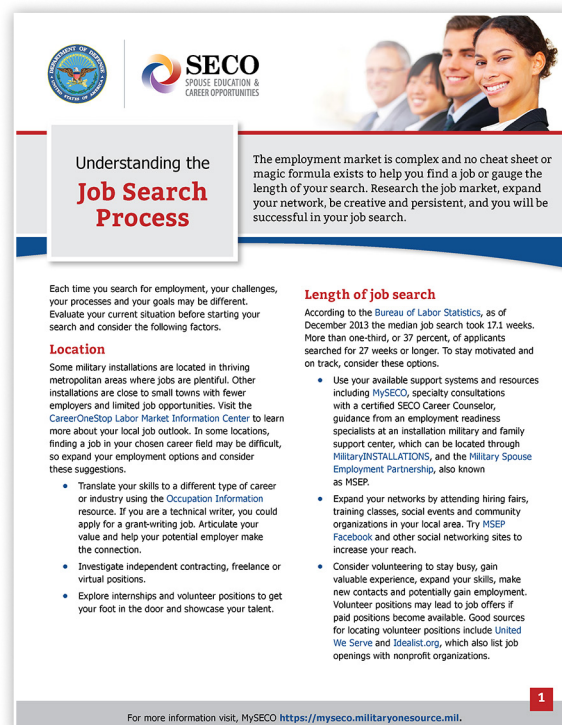 DEPARTMENT OF DEFENSE
UNITED STATES OF AMERICA
SECO
SPOUSE EDUCATION &
CAREER OPPORTUNITIES
Understanding the
Job Search
Process
The employment market is complex and no cheat sheet or
magic formula exists to help you find a job or gauge the
length of your search. Research the job market, expand
your network, be creative and persistent, and you will be
successful in your job search.
Each time you search for employment, your challenges,
your processes and your goals may be different.
Evaluate your current situation before starting your
search and consider the following factors.
Location
Some military installations are located in thriving
metropolitan areas where jobs are plentiful. Other
installations are close to small towns with fewer
employers and limited job opportunities. Visit the
CareerOneStop Labor Market Information Center to learn
more about your local job outlook. In some locations,
finding a job in your chosen career field may be difficult,
so expand your employment options and consider
these suggestions.
• Translate your skills to a different type of career
or industry using the Occupation Information
resource. If you are a technical writer, you could
apply for a grant-writing job. Articulate your
value and help your potential employer make
the connection.
• Investigate independent contracting, freelance or
virtual positions.
• Explore internships and volunteer positions to get
your foot in the door and showcase your talent.
Length of job search
According to the Bureau of Labor Statistics, as of
December 2013 the median job search took 17.1 weeks.
More than one-third, or 37 percent, of applicants
searched for 27 weeks or longer. To stay motivated and
on track, consider these options.
• Use your available support systems and resources
including MySECO, specialty consultations
with a certified SECO Career Counselor,
guidance from an employment readiness
specialists at an installation military and family
support center, which can be located through
MilitaryINSTALLATIONS, and the Military Spouse
Employment Partnership, also known
as MSEP.
• Expand your networks by attending hiring fairs,
training classes, social events and community
organizations in your local area. Try MSEP
Facebook and other social networking sites to
increase your reach.
• Consider volunteering to stay busy, gain
valuable experience, expand your skills, make
new contacts and potentially gain employment.
Volunteer positions may lead to job offers if
paid positions become available. Good sources
for locating volunteer positions include United
We Serve and Idealist.org, which also list job
openings with nonprofit organizations.
1
For more information visit, MySECO https://myseco.militaryonesource.mil.